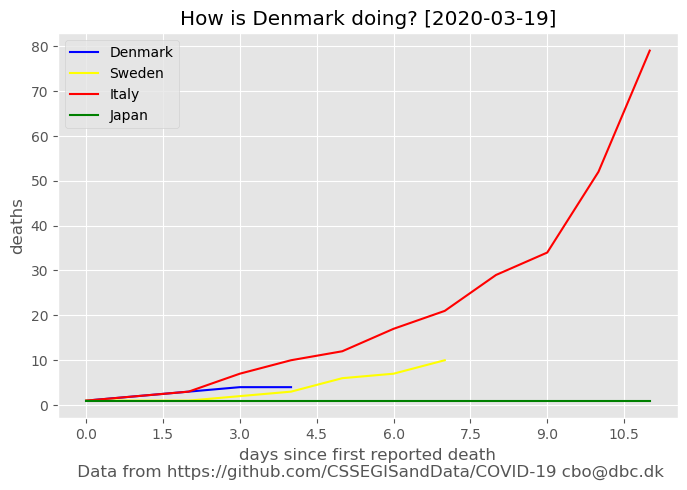 How is Denmark doing? [2020-03-19]
Denmark
Sweden
Italy
Japan
80
70
60
50
40
30
20
10
0
deaths
0.0 1.5 3.0 4.5 6.0 7.5 9.0 10.5
days since first reported death
Data from https://github.com/CSSEGISandData/COVID-19 cbo@dbc.dk